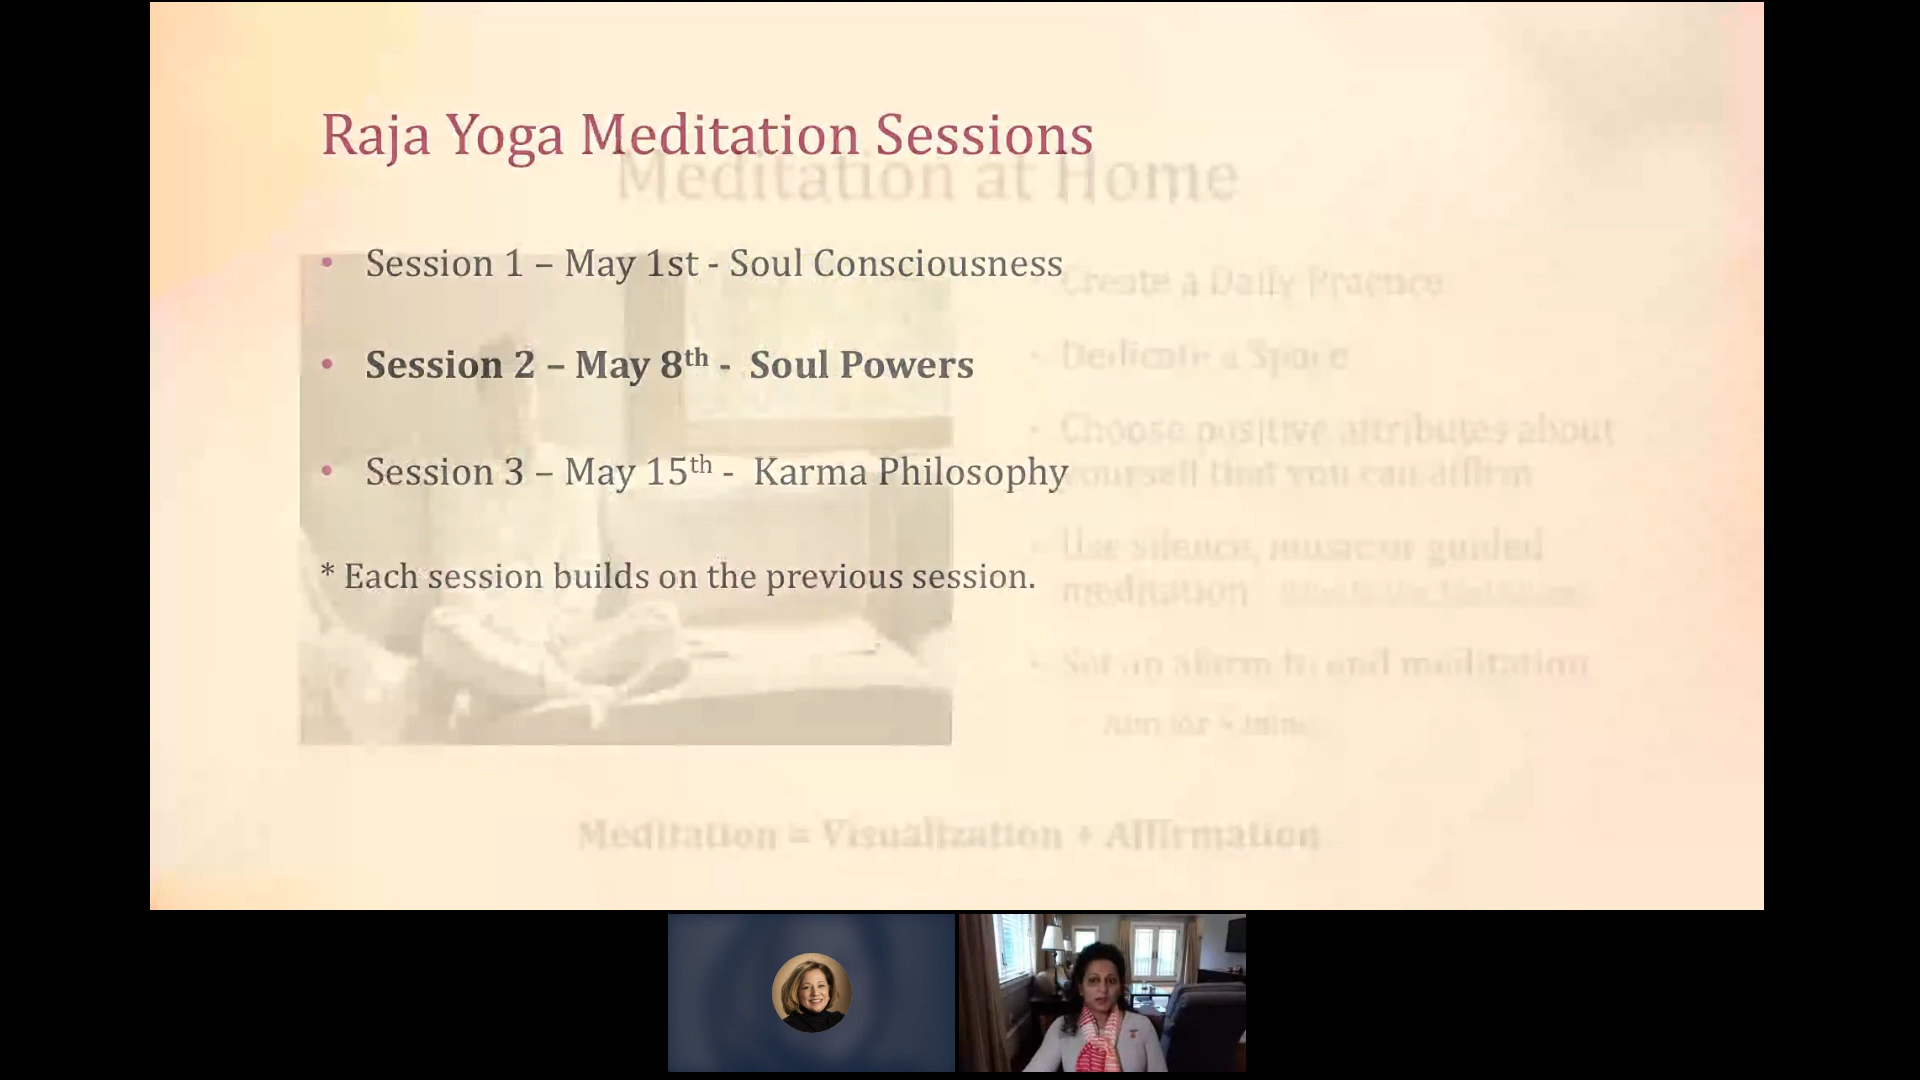 Raja Yoga Meditation Sessions
Meditation at Home
• Session 1 – May 1st - Soul Consciousness
• Session 2 – May 8th - Soul Powers
• Session 3 – May 15th - Karma Philosophy
* Each session builds on the previous session.
• Create a Daily Practice
• Dedicate a Space
• Choose positive attributes about
yourself that you can affirm
• Use silence, music or guided
meditation
• Set an alarm to end meditation
Meditation = Visualization + Affirmation